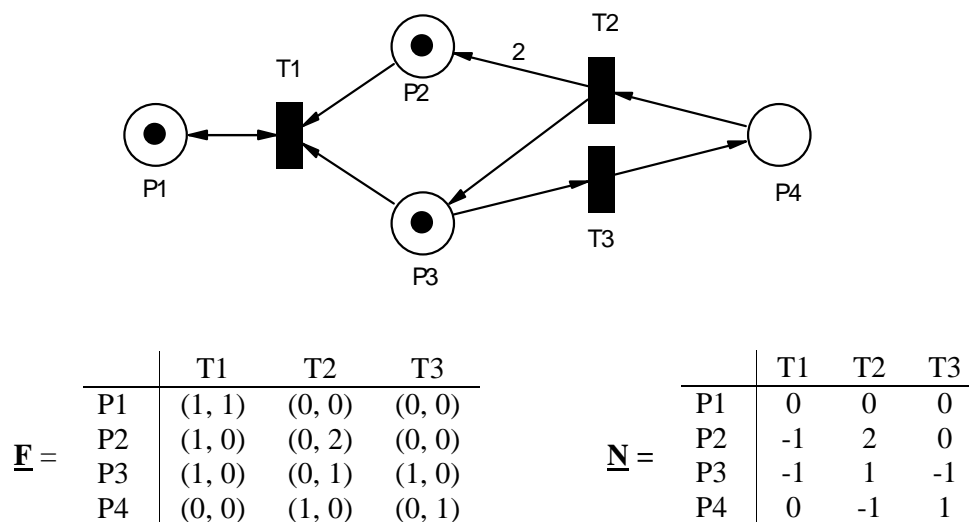 T2
2
T1
P2
P1
P4
T3
P3
T1 T2 T3
P1 (1, 1) (0, 0) (0, 0)
P2 (1, 0) (0, 2) (0, 0)
F = P3 (1, 0) (0, 1) (1, 0)
P4 (0, 0) (1, 0) (0, 1)
T1 T2 T3
P1 0 0 0
P2 -1 2 0
N = P3 -1 1 -1
P4 0 -1 1